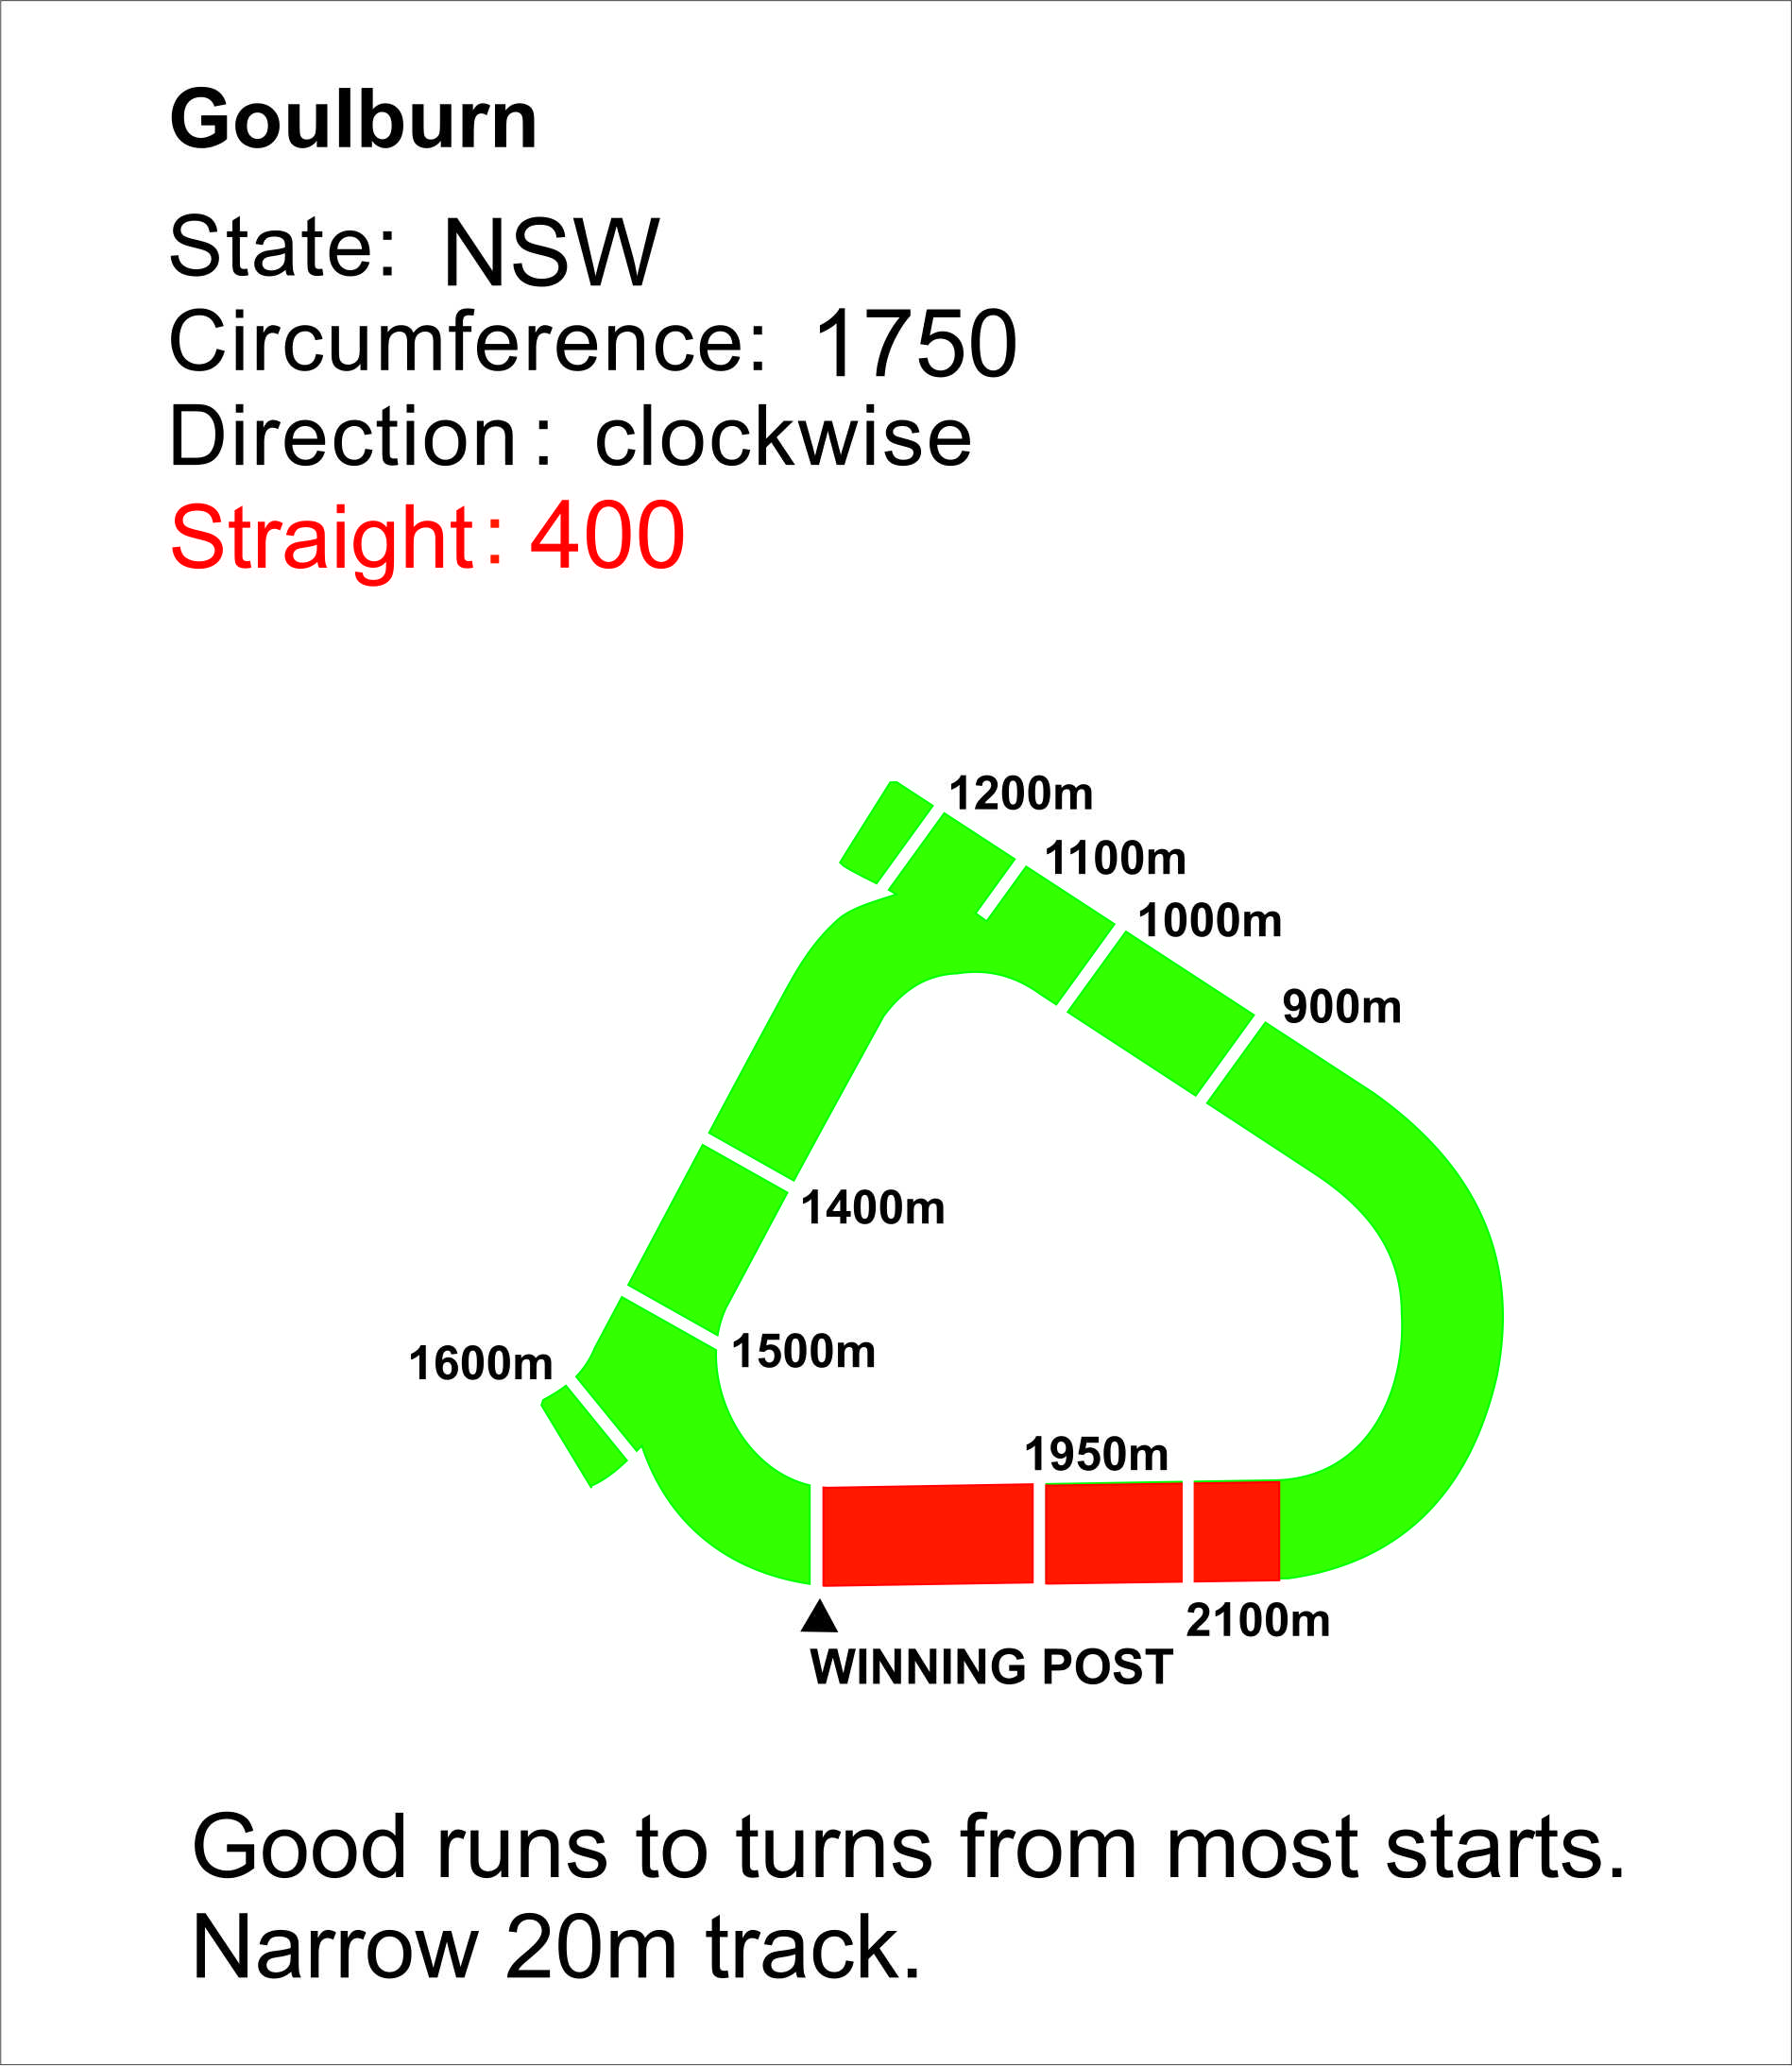 Goulburn
State: NSW
Circumference: 1750
Direction: clockwise
Straight: 400
1200m
1100m
1000m
900m
1400m
1500m
1600m
1950m
2100m
WINNING POST
Good runs to turns from most starts.
Narrow 20m track.